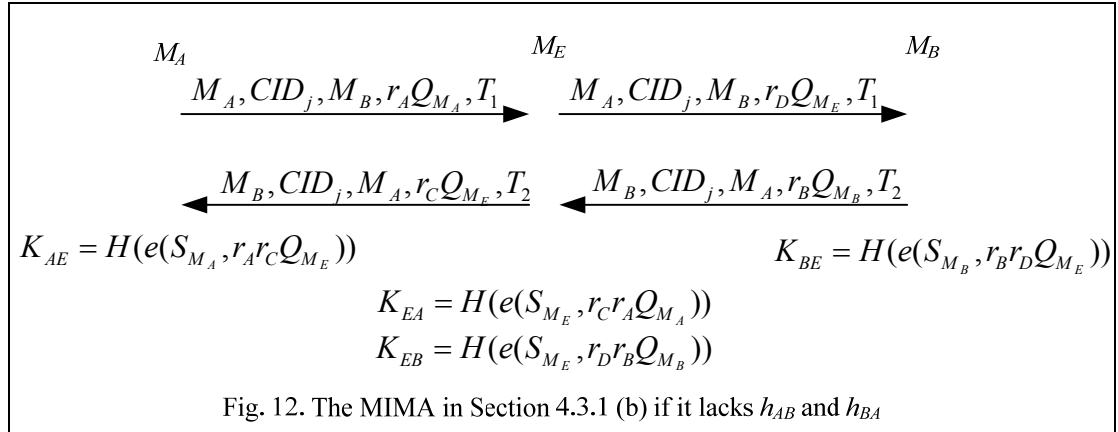 M_A M_E M_B
M_A, CID_j, M_B, r_A Q_{M_A}, T_1 M_A, CID_j, M_B, r_D Q_{M_E}, T_1
M_B, CID_j, M_A, r_C Q_{M_E}, T_2 M_B, CID_j, M_A, r_B Q_{M_B}, T_2
K_{AE} = H(e(S_{M_A}, r_A r_C Q_{M_E})) K_{BE} = H(e(S_{M_B}, r_B r_D Q_{M_E}))
K_{EA} = H(e(S_{M_E}, r_C r_A Q_{M_A}))
K_{EB} = H(e(S_{M_E}, r_D r_B Q_{M_B}))
Fig. 12. The MIMA in Section 4.3.1 (b) if it lacks h_{AB} and h_{BA}